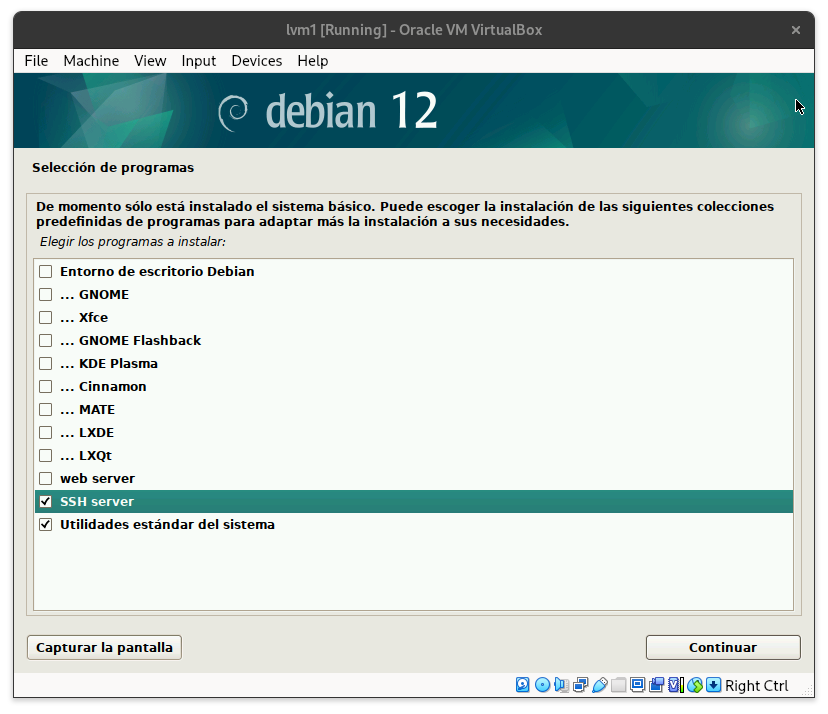 lvm1 [Running] - Oracle VM VirtualBox
File Machine View Input Devices Help
debian 12
Selección de programas
De momento sólo está instalado el sistema básico. Puede escoger la instalación de las siguientes colecciones
predefinidas de programas para adaptar más la instalación a sus necesidades.
Elegir los programas a instalar:
Entorno de escritorio Debian
... GNOME
... Xfce
... GNOME Flashback
... KDE Plasma
... Cinnamon
... MATE
... LXDE
... LXQt
web server
SSH server
Utilidades estándar del sistema
Capturar la pantalla
Continuar
Right Ctrl